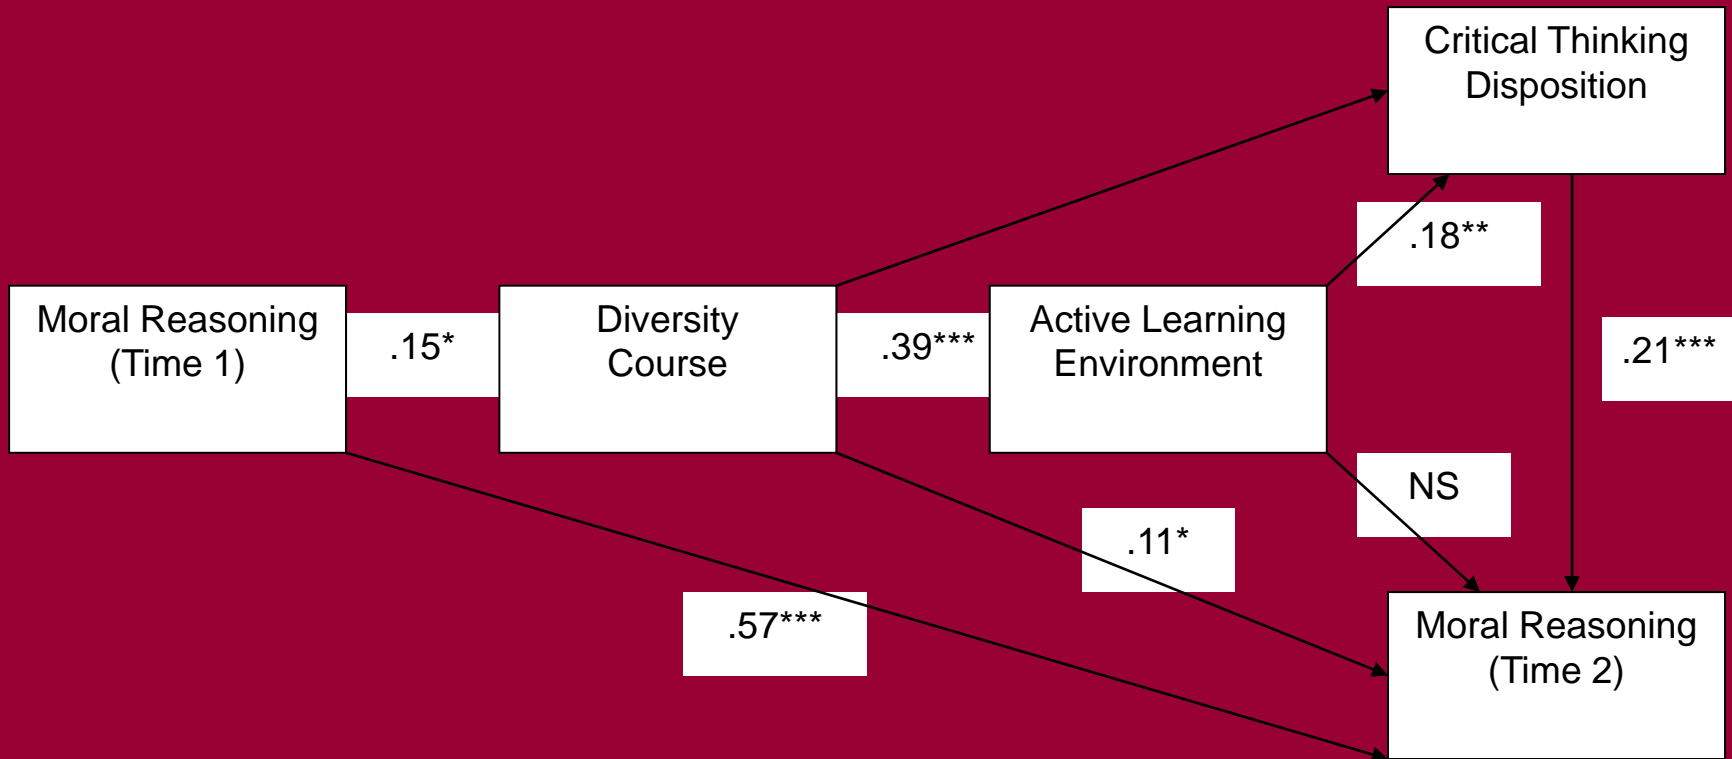 Critical Thinking
Disposition
.18**
Moral Reasoning
(Time 1)
.15*
Diversity
Course
.39***
Active Learning
Environment
.21***
NS
.11*
.57***
Moral Reasoning
(Time 2)